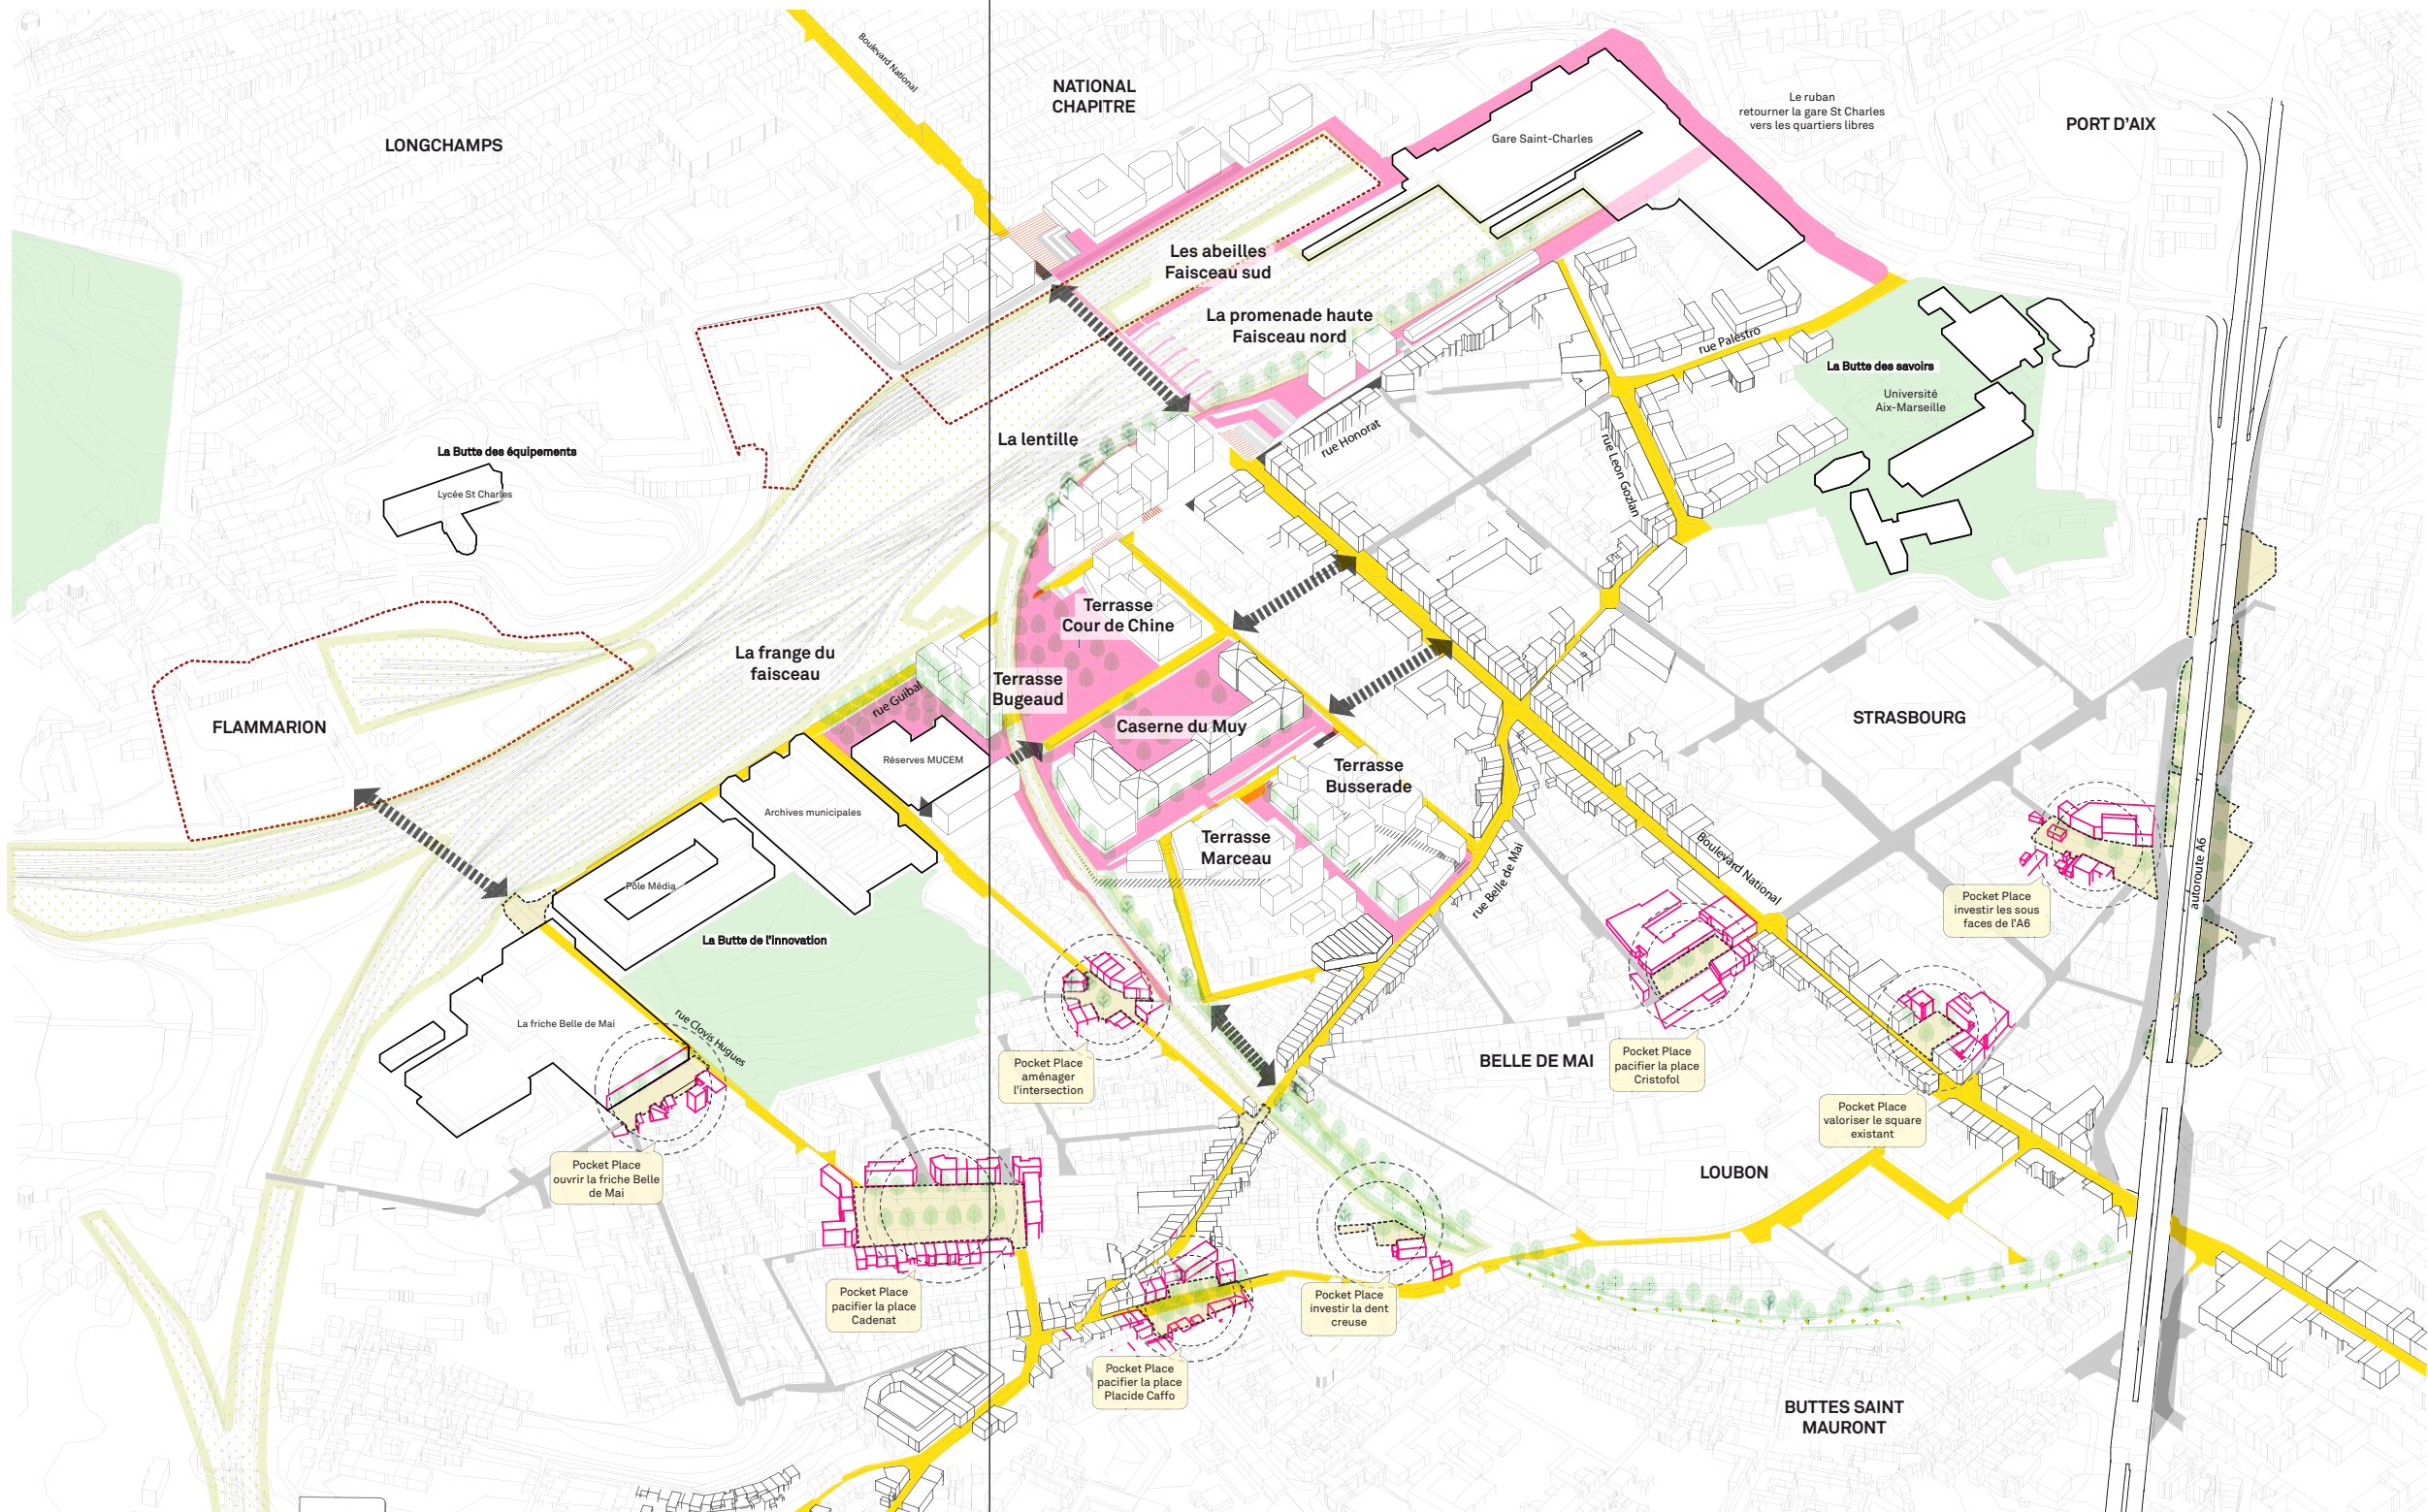 Boulevard National
NATIONAL
CHAPITRE
LONGCHAMPS
Le ruban
retourner la gare St Charles
vers les quartiers libres
PORT D'AIX
Gare Saint-Charles
Les abeilles
Faisceau sud
La promenade haute
Faisceau nord
rue Palestro
La Butte des savoirs
Université
Aix-Marseille
La lentille
rue Honorat
rue Leon Gozlan
La Butte des équipements
Lycée St Charles
Terrasse
Cour de Chine
La frange du
faisceau
Terrasse
Bugeaud
rue Guibal
Caserne du Muy
FLAMMARION
STRASBOURG
Réserves MUCEM
Terrasse
Busserade
Archives municipales
Terrasse
Marceau
Boulevard National
rue Belle de Mai
autoroute A6
Pôle Média
Pocket Place
investir les sous
faces de l'A6
La Butte de l'innovation
La friche Belle de Mai
rue Clovis Hugues
Pocket Place
aménager
l'intersection
BELLE DE MAI
Pocket Place
pacifier la place
Cristofol
Pocket Place
valoriser le square
existant
Pocket Place
ouvrir la friche Belle
de Mai
LOUBON
Pocket Place
pacifier la place
Cadenat
Pocket Place
investir la dent
creuse
Pocket Place
pacifier la place
Placide Caffo
BUTTES SAINT
MAURONT